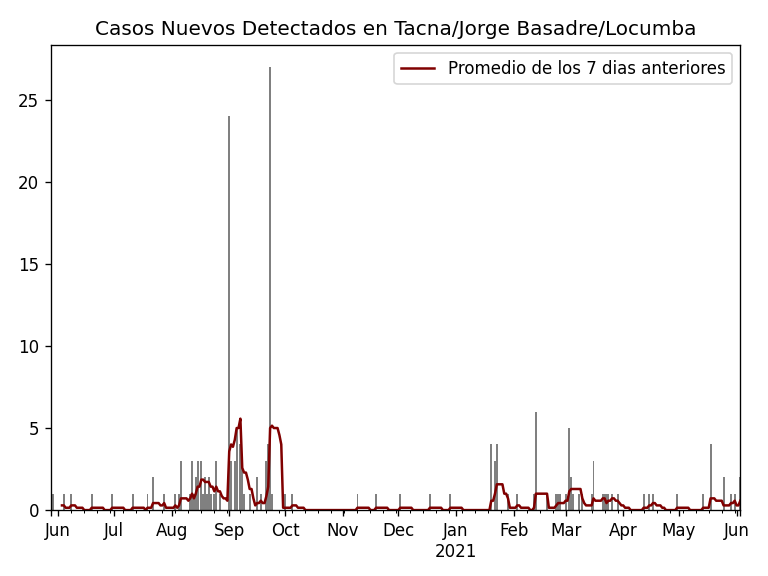 Casos Nuevos Detectados en Tacna/Jorge Basadre/Locumba
Promedio de los 7 dias anteriores
25
20
15
10
5
0
Jun Jul Aug Sep Oct Nov Dec Jan Feb Mar Apr May Jun
2021